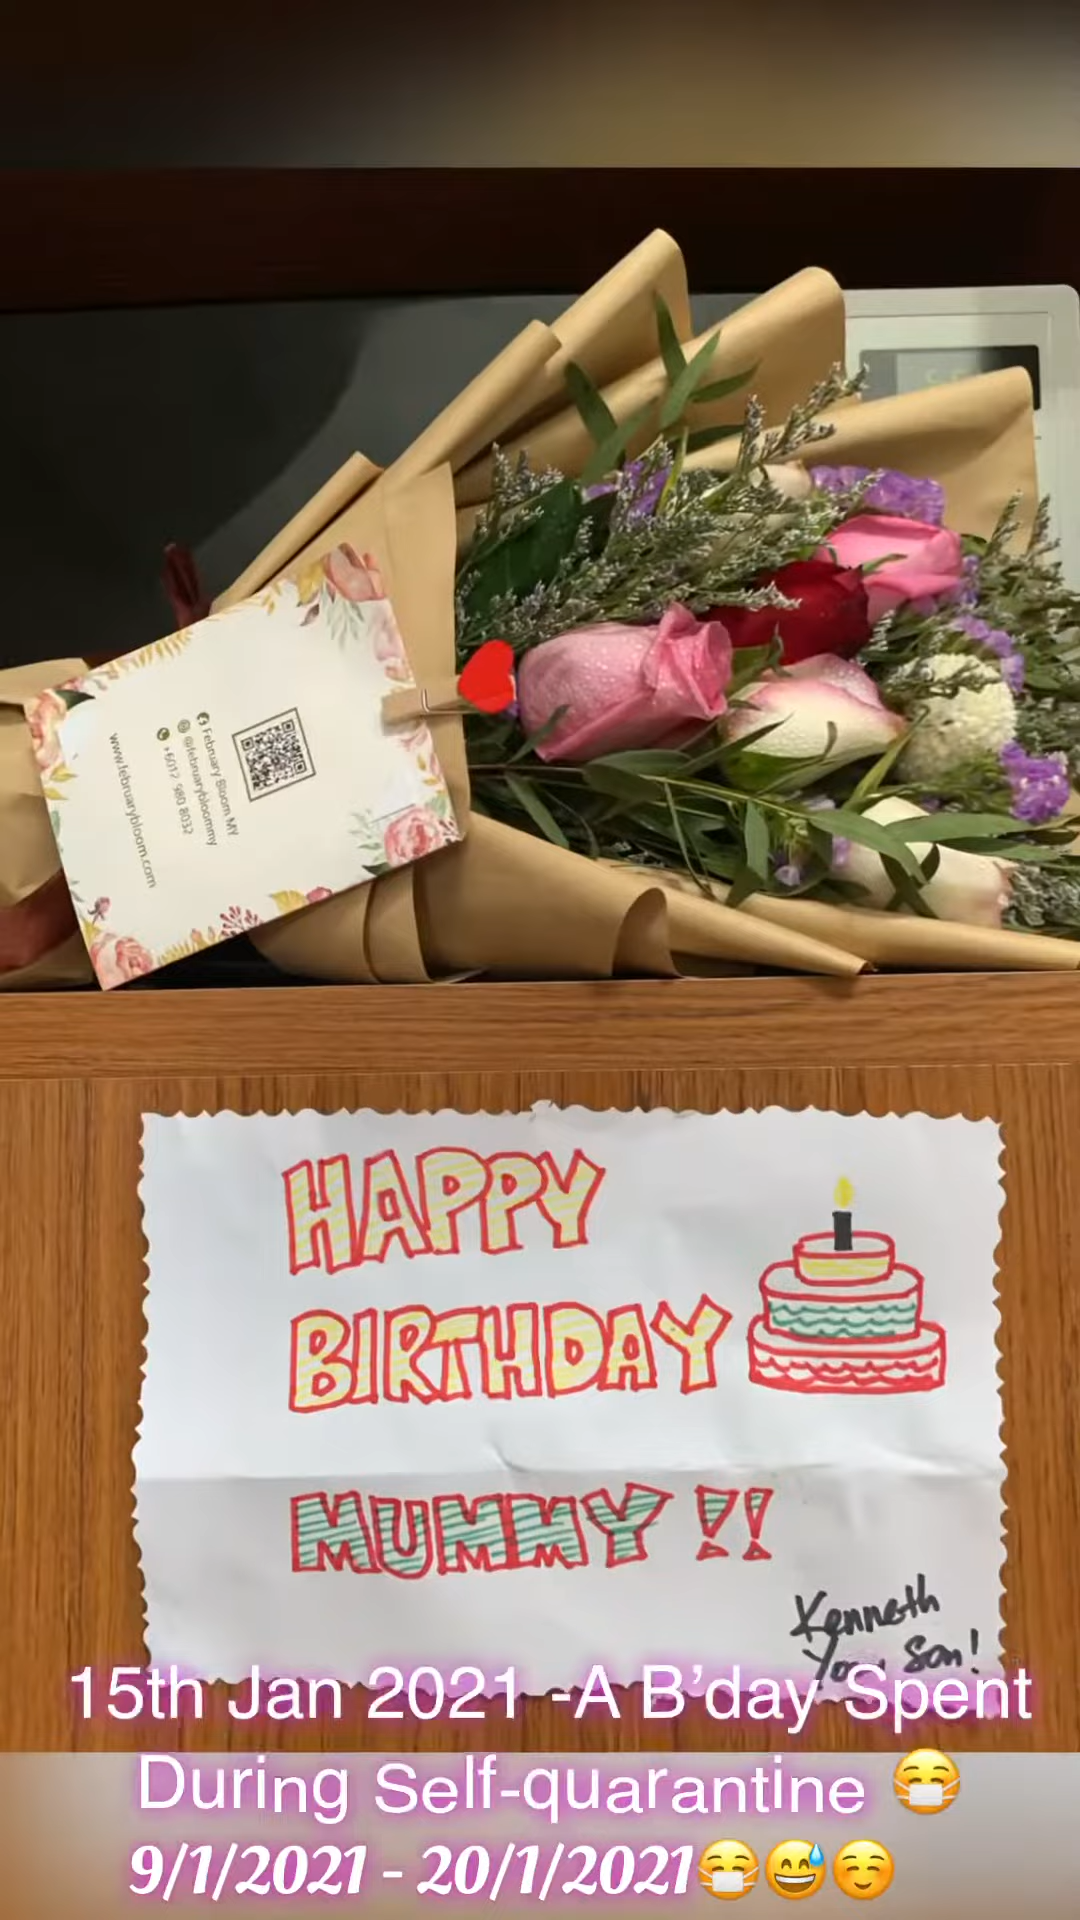 February Bloom.MY
@februarybloommy
+6017 980 8032
www.februarybloom.com
HAPPY
BIRTHDAY
MUMMY !!
Kenneth
Your Son!
15th Jan 2021 -A B’day Spent
During Self-quarantine 😷
9/1/2021 - 20/1/2021😷😅☺️